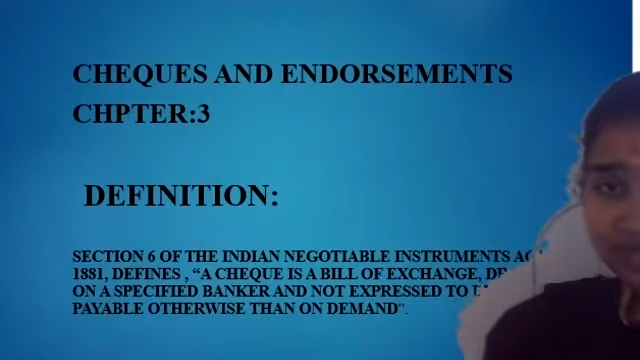 CHEQUES AND ENDORSEMENTS
CHPTER:3
DEFINITION:
SECTION 6 OF THE INDIAN NEGOTIABLE INSTRUMENTS
1881, DEFINES , “A CHEQUE IS A BILL OF EXCHANGE,
ON A SPECIFIED BANKER AND NOT EXPRESSED TO
PAYABLE OTHERWISE THAN ON DEMAND”.